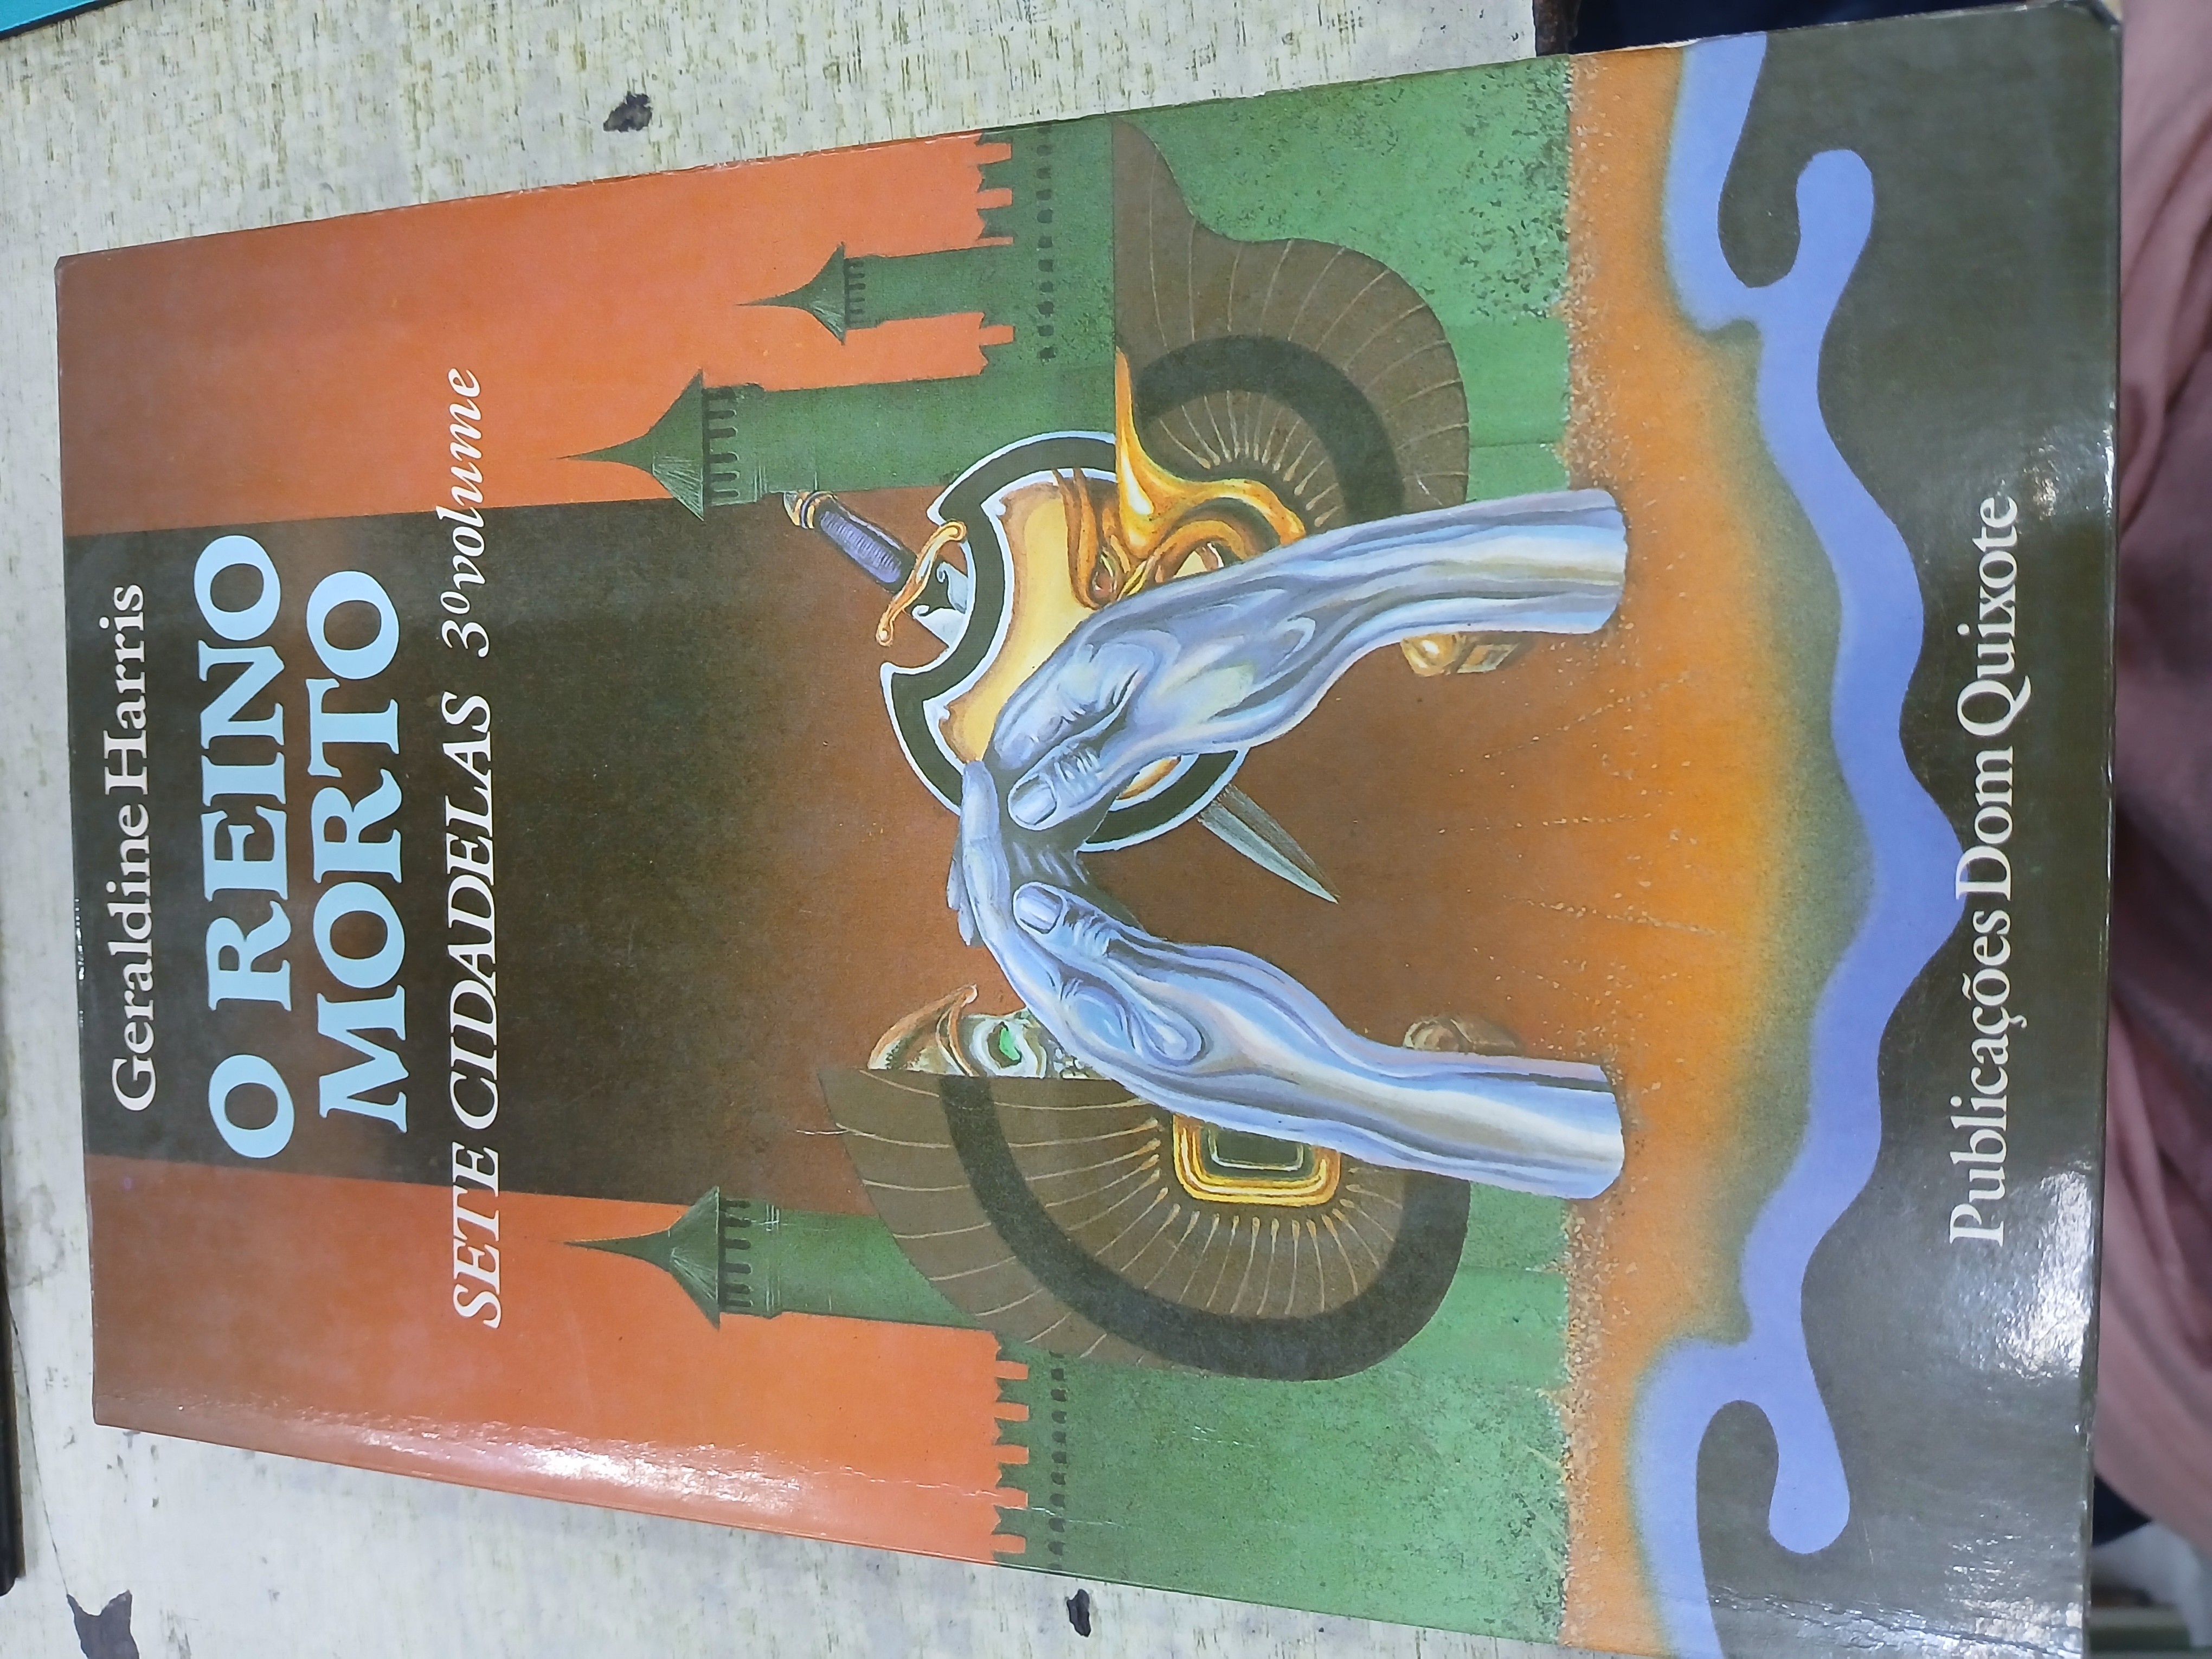 Geraldine Harris
O REINO
MORTO
SETE CIDADELAS 3º volume
Publicações Dom Quixote